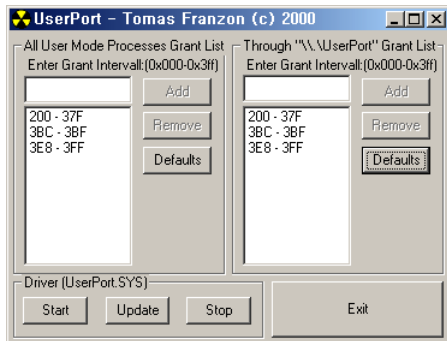 UserPort - Tomas Franzon (c) 2000
All User Mode Processes Grant List
Enter Grant Intervall:(0x000-0x3ff)
Add
200 - 37F
3BC - 3BF
3E8 - 3FF
Remove
Defaults
Through "\\.\UserPort" Grant List
Enter Grant Intervall:(0x000-0x3ff)
Add
200 - 37F
3BC - 3BF
3E8 - 3FF
Remove
Defaults
Driver (UserPort.SYS)
Start Update Stop
Exit